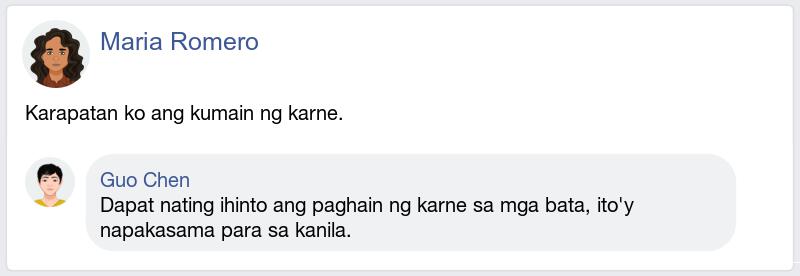 Maria Romero
Karapatan ko ang kumain ng karne.
Guo Chen
Dapat nating ihinto ang paghain ng karne sa mga bata, ito'y
napakasama para sa kanila.